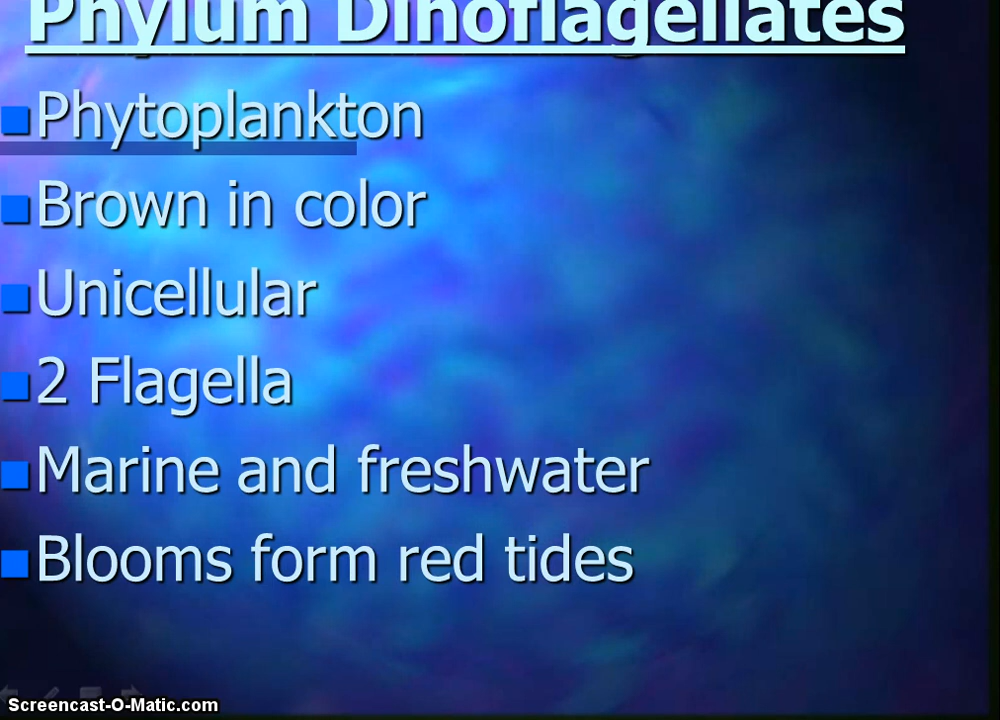 Phylum Dinoflagellates
Phytoplankton
Brown in color
Unicellular
2 Flagella
Marine and freshwater
Blooms form red tides
Screencast-O-Matic.com